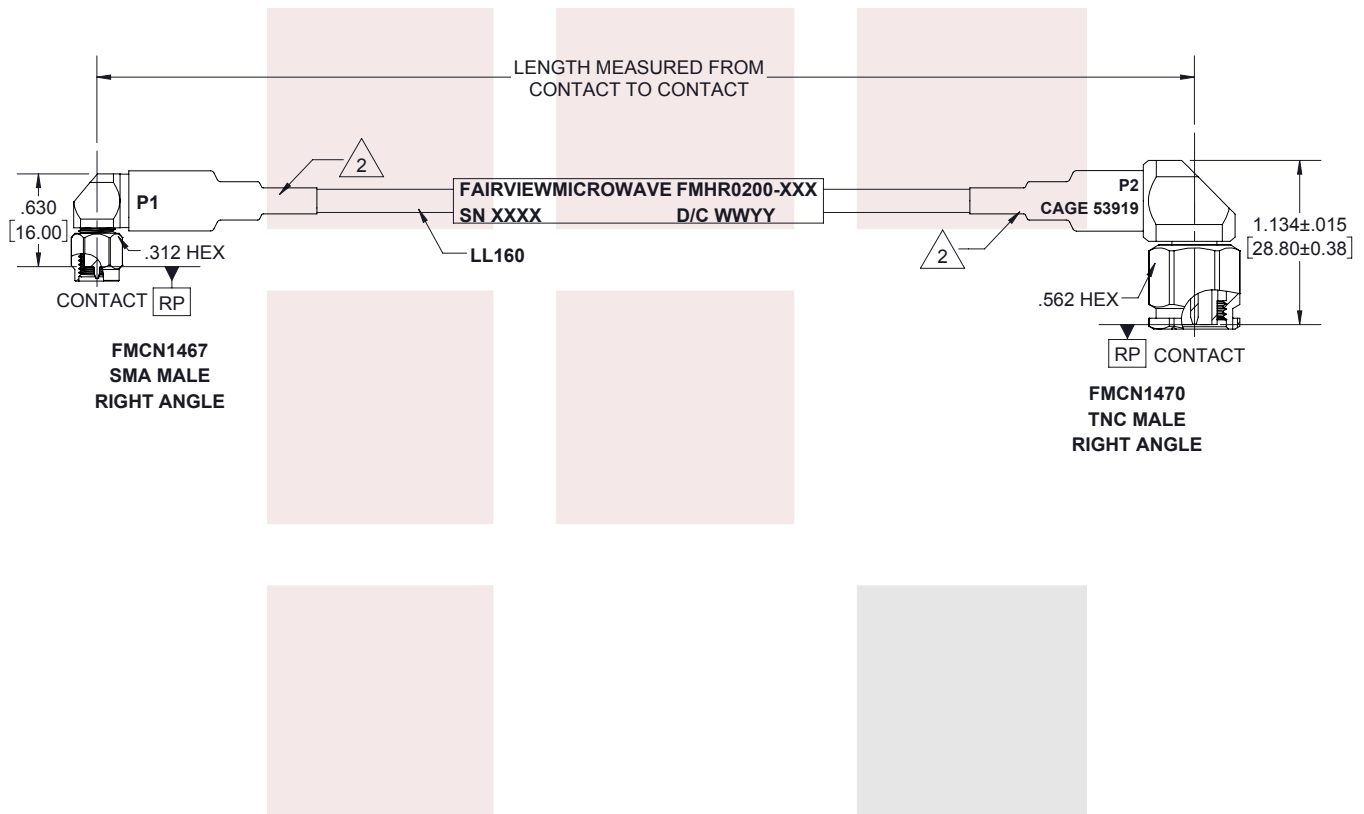 LENGTH MEASURED FROM
CONTACT TO CONTACT
2
P1
FAIRVIEWMICROWAVE FMHR0200-XXX
SN XXXX D/C WWYY
P2
CAGE 53919
.630
[16.00]
.312 HEX
LL160
2
1.134±.015
[28.80±0.38]
.562 HEX
CONTACT RP
RP CONTACT
FMCN1467
SMA MALE
RIGHT ANGLE
FMCN1470
TNC MALE
RIGHT ANGLE